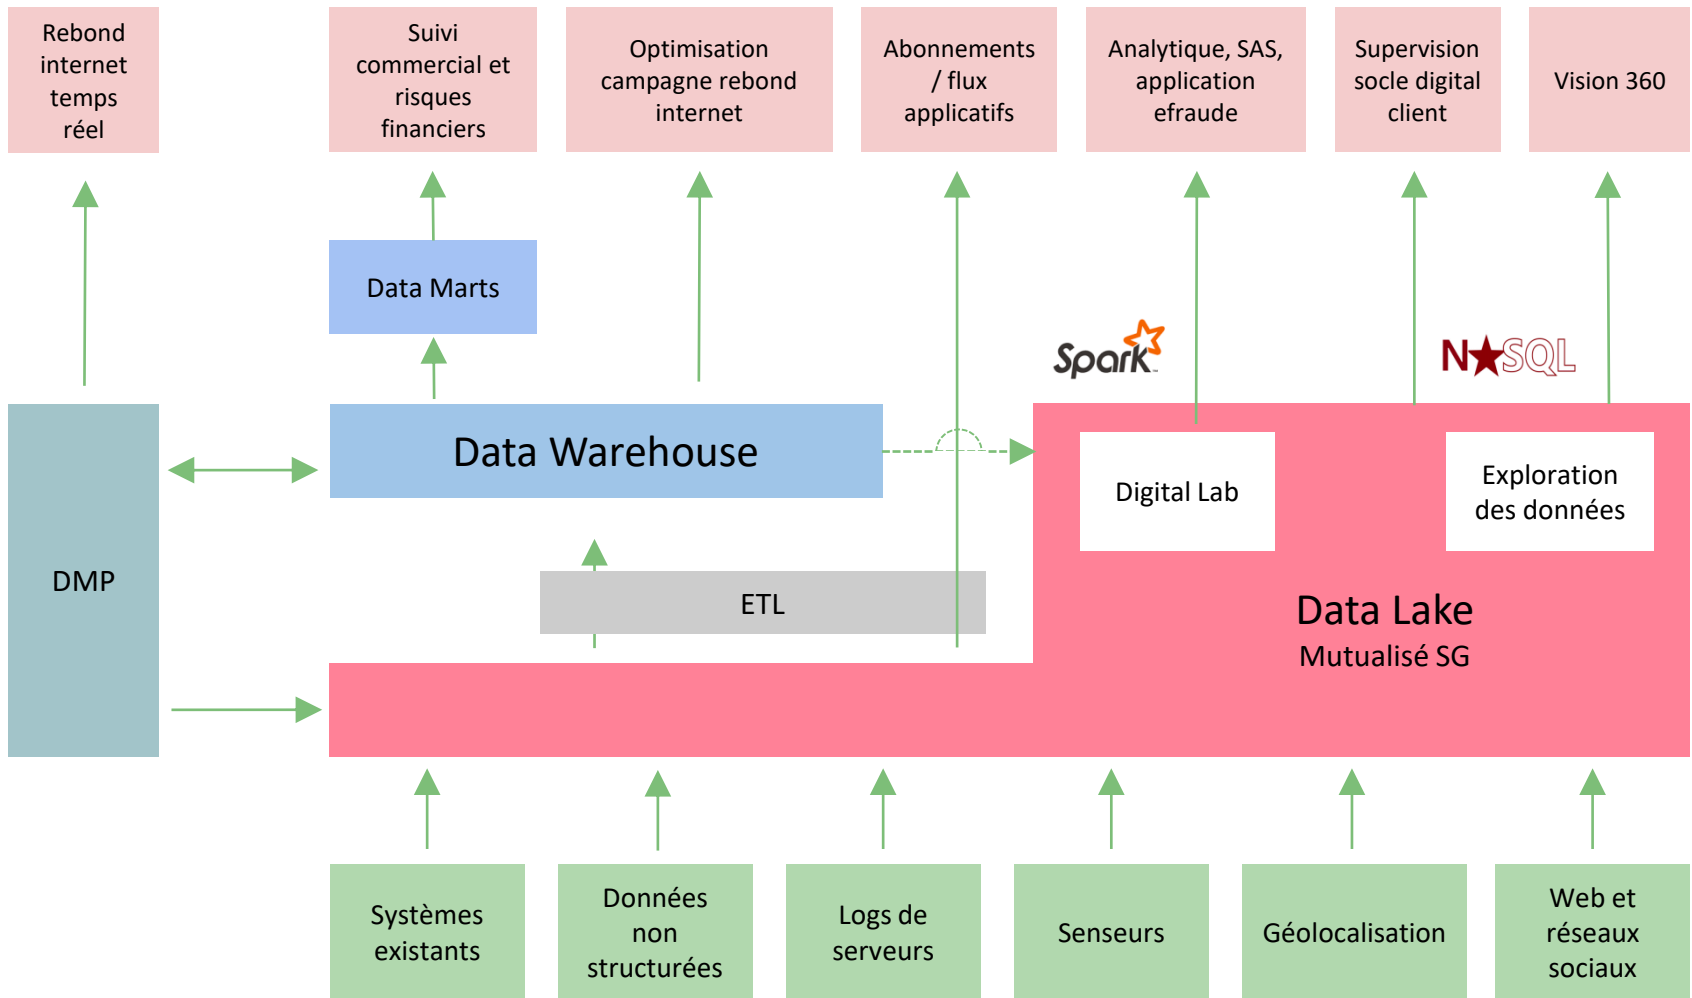 Rebond
internet
temps
réel
Suivi
commercial et
risques
financiers
Optimisation
campagne rebond
internet
Abonnements
/ flux
applicatifs
Analytique, SAS,
application
efraude
Supervision
socle digital
client
Vision 360
Data Marts
Spark™
NoSQL
Data Warehouse
Digital Lab
Exploration
des données
DMP
ETL
Data Lake
Mutualisé SG
Systèmes
existants
Données
non
structurées
Logs de
serveurs
Senseurs
Géolocalisation
Web et
réseaux
sociaux